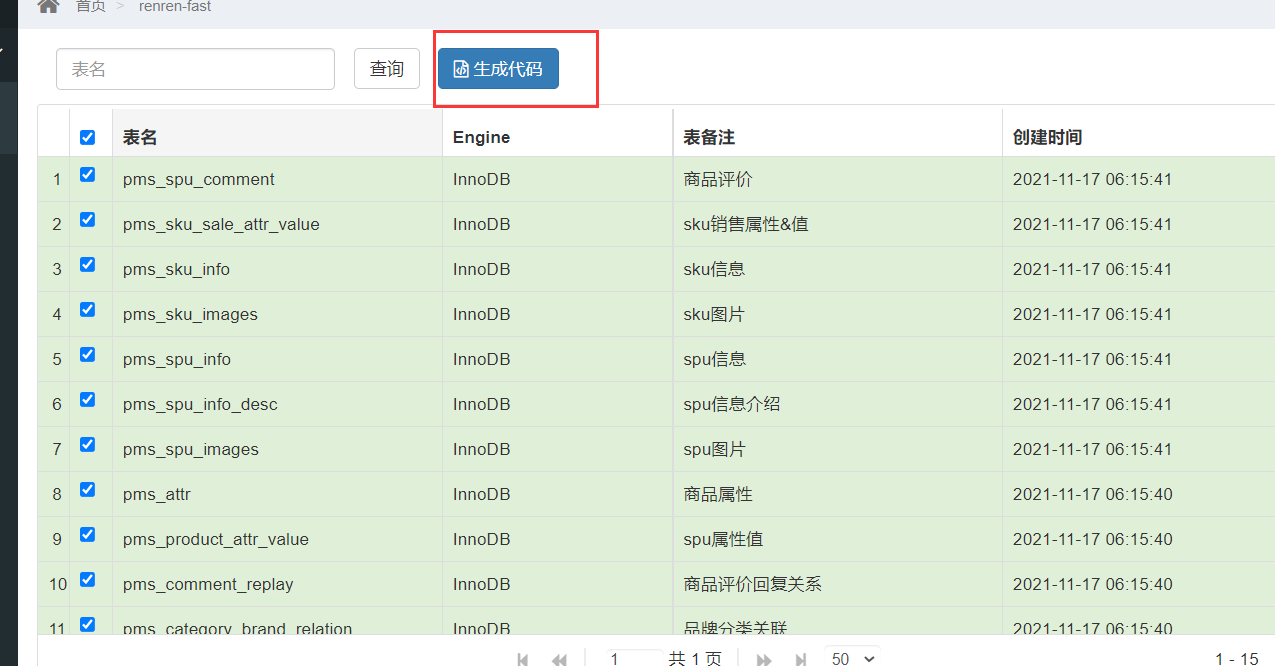 首页 > renren-fast
表名 查询 生成代码
表名 Engine 表备注 创建时间
1 pms_spu_comment InnoDB 商品评价 2021-11-17 06:15:41
2 pms_sku_sale_attr_value InnoDB sku销售属性&值 2021-11-17 06:15:41
3 pms_sku_info InnoDB sku信息 2021-11-17 06:15:41
4 pms_sku_images InnoDB sku图片 2021-11-17 06:15:41
5 pms_spu_info InnoDB spu信息 2021-11-17 06:15:41
6 pms_spu_info_desc InnoDB spu信息介绍 2021-11-17 06:15:41
7 pms_spu_images InnoDB spu图片 2021-11-17 06:15:41
8 pms_attr InnoDB 商品属性 2021-11-17 06:15:40
9 pms_product_attr_value InnoDB spu属性值 2021-11-17 06:15:40
10 pms_comment_replay InnoDB 商品评价回复关系 2021-11-17 06:15:40
11 pms_category_brand_relation InnoDB 品牌分类关联 2021-11-17 06:15:40
1 共 1 页 50 1 - 15